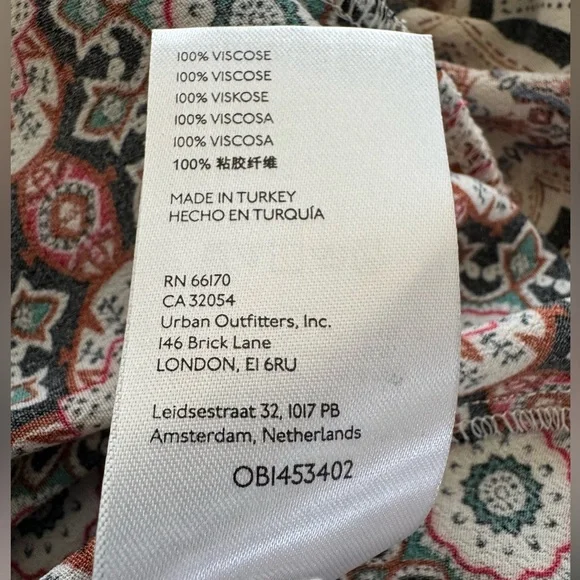 100% VISCOSE
100% VISCOSE
100% VISKOSE
100% VISCOSA
100% VISCOSA
100% 粘胶纤维
MADE IN TURKEY
HECHO EN TURQUÍA
RN 66170
CA 32054
Urban Outfitters, Inc.
146 Brick Lane
LONDON, E1 6RU
Leidsestraat 32, 1017 PB
Amsterdam, Netherlands
OB1453402